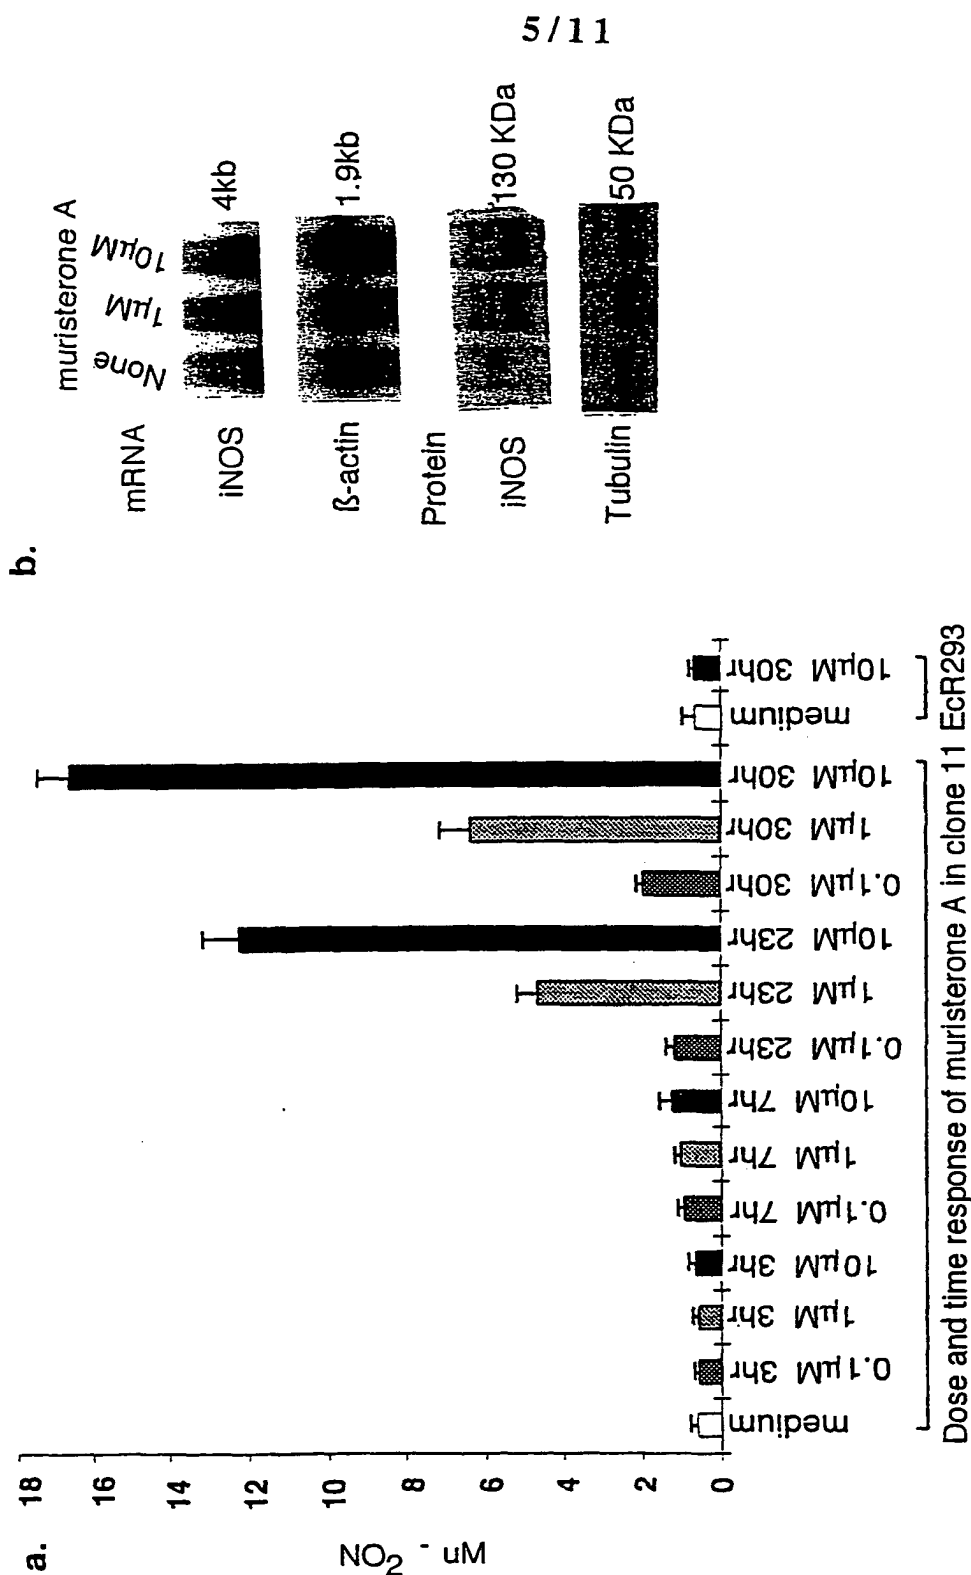 5/11
a.
NO2 - uM
18
16
14
12
10
8
6
4
2
0
medium
0.1µM 3hr
1µM 3hr
10µM 3hr
0.1µM 7hr
1µM 7hr
10µM 7hr
0.1µM 23hr
1µM 23hr
10µM 23hr
0.1µM 30hr
1µM 30hr
10µM 30hr
medium
10µM 30hr
Dose and time response of muristerone A in clone 11 EcR293
b.
muristerone A
mRNA None 1µM 10µM
iNOS 4kb
ß-actin 1.9kb
Protein
iNOS 130 KDa
Tubulin 50 KDa